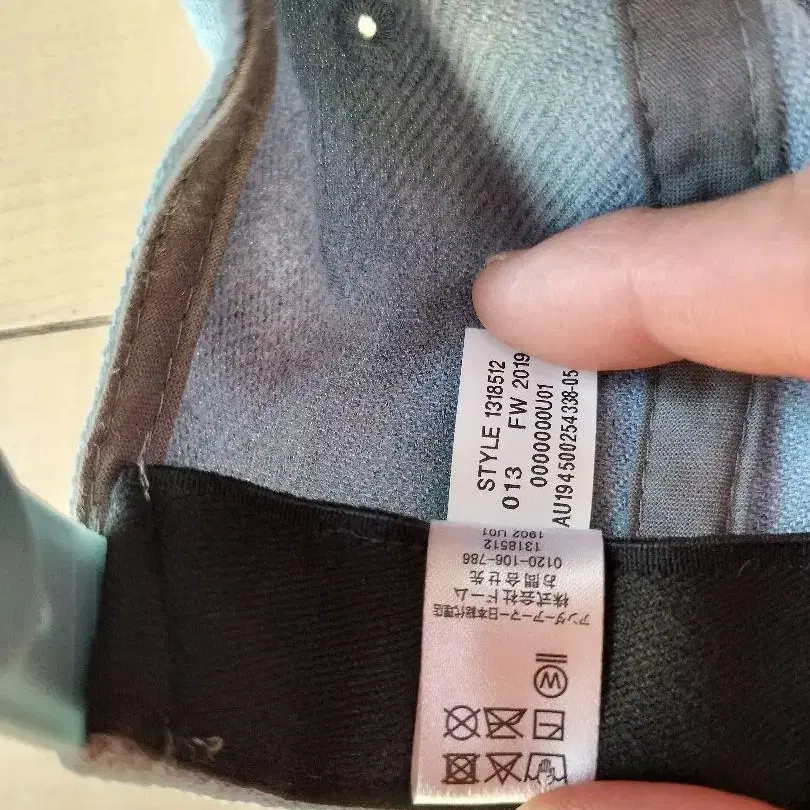 STYLE 1318512
013 FW 2019
0000000U01
AU194500254338-05
アンダーアーマー日本総代理店
株式会社ドーム
お問合せ先
0120-106-786
1318512
1902 U01
W